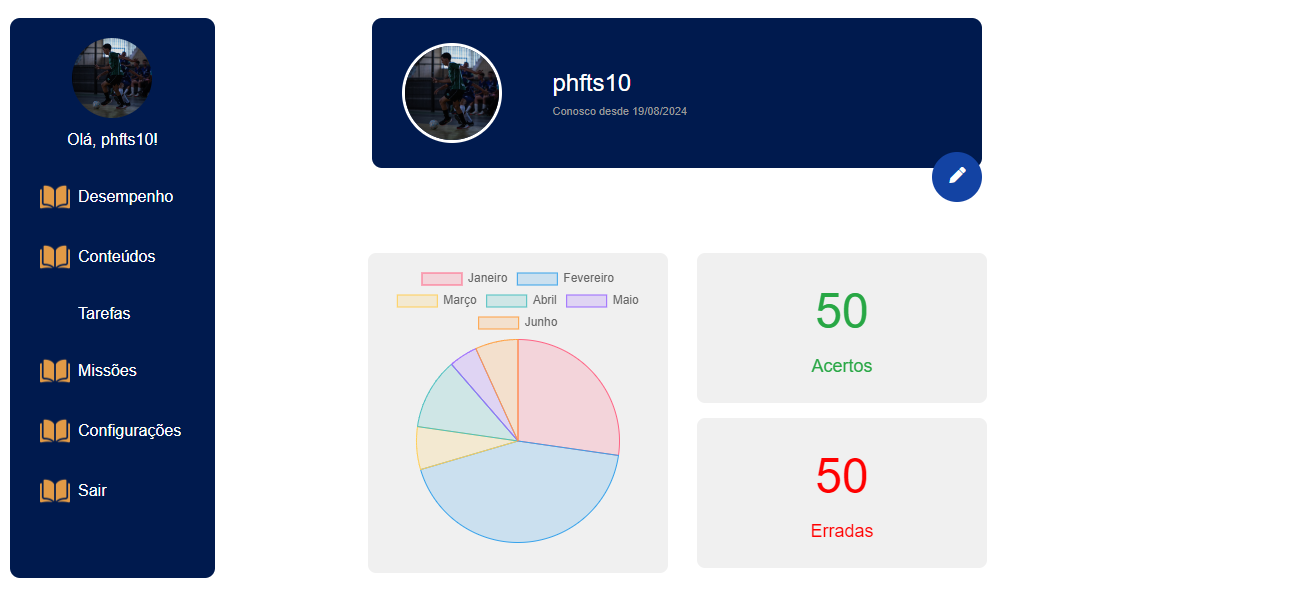 Olá, phfts10!
Desempenho
Conteúdos
Tarefas
Missões
Configurações
Sair
phfts10
Conosco desde 19/08/2024
Janeiro Fevereiro
Março Abril Maio
Junho
50
Acertos
50
Erradas